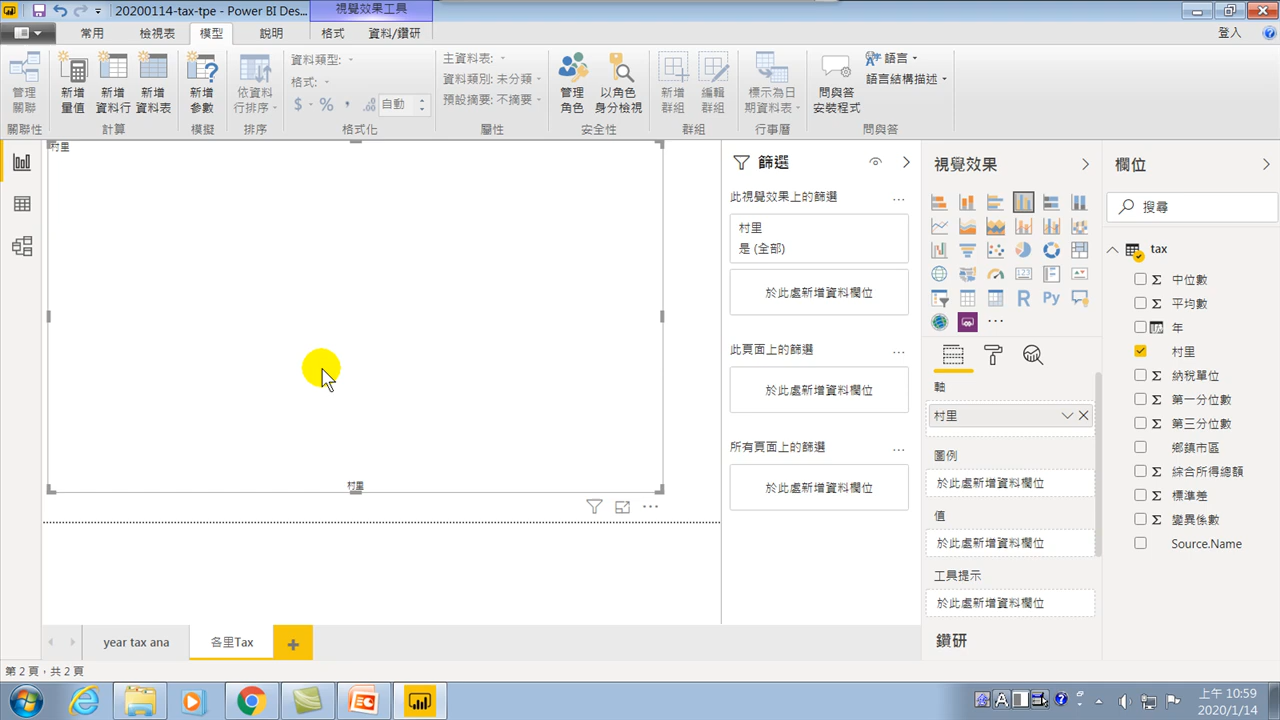 20200114-tax-tpe - Power BI Des...
視覺效果工具
常用
檢視表
模型
說明
格式
資料/鑽研
登入
管理
關聯
關聯性
新增
量值
新增
資料行
新增
資料表
計算
新增
參數
模擬
依資料
行排序
排序
資料類型:
格式:
$ % , 自動
格式化
主資料表:
資料類別: 未分類
預設摘要: 不摘要
屬性
管理
角色
以角色
身分檢視
安全性
新增
群組
編輯
群組
群組
標示為日
期資料表
行事曆
問與答
安裝程式
語言
語言結構描述
問與答
村里
村里
篩選
此視覺效果上的篩選
村里
是 (全部)
於此處新增資料欄位
此頁面上的篩選
於此處新增資料欄位
所有頁面上的篩選
於此處新增資料欄位
視覺效果
R
Py
軸
村里
圖例
於此處新增資料欄位
值
於此處新增資料欄位
工具提示
於此處新增資料欄位
鑽研
欄位
搜尋
tax
中位數
平均數
年
村里
納稅單位
第一分位數
第三分位數
鄉鎮市區
綜合所得總額
標準差
變異係數
Source.Name
year tax ana
各里Tax
第 2 頁，共 2 頁
上午 10:59
2020/1/14